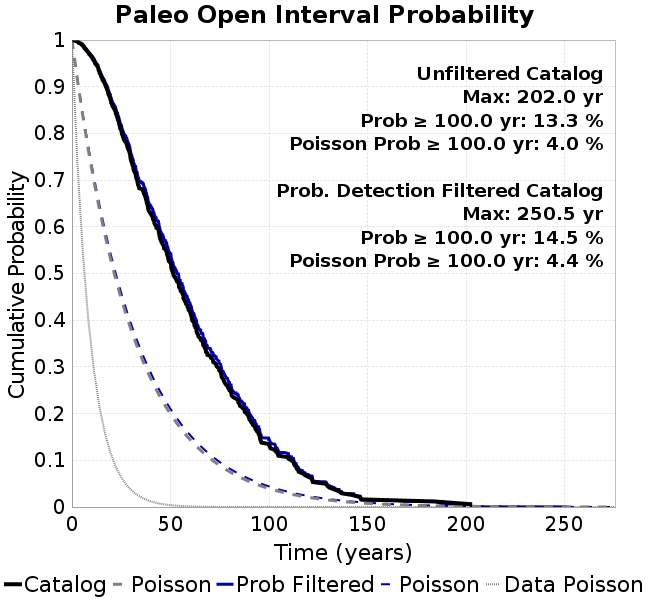 Paleo Open Interval Probability
Unfiltered Catalog
Max: 202.0 yr
Prob ≥ 100.0 yr: 13.3 %
Poisson Prob ≥ 100.0 yr: 4.0 %
Prob. Detection Filtered Catalog
Max: 250.5 yr
Prob ≥ 100.0 yr: 14.5 %
Poisson Prob ≥ 100.0 yr: 4.4 %
Cumulative Probability
1
0.9
0.8
0.7
0.6
0.5
0.4
0.3
0.2
0.1
0
0 50 100 150 200 250
Time (years)
Catalog Poisson Prob Filtered Poisson Data Poisson